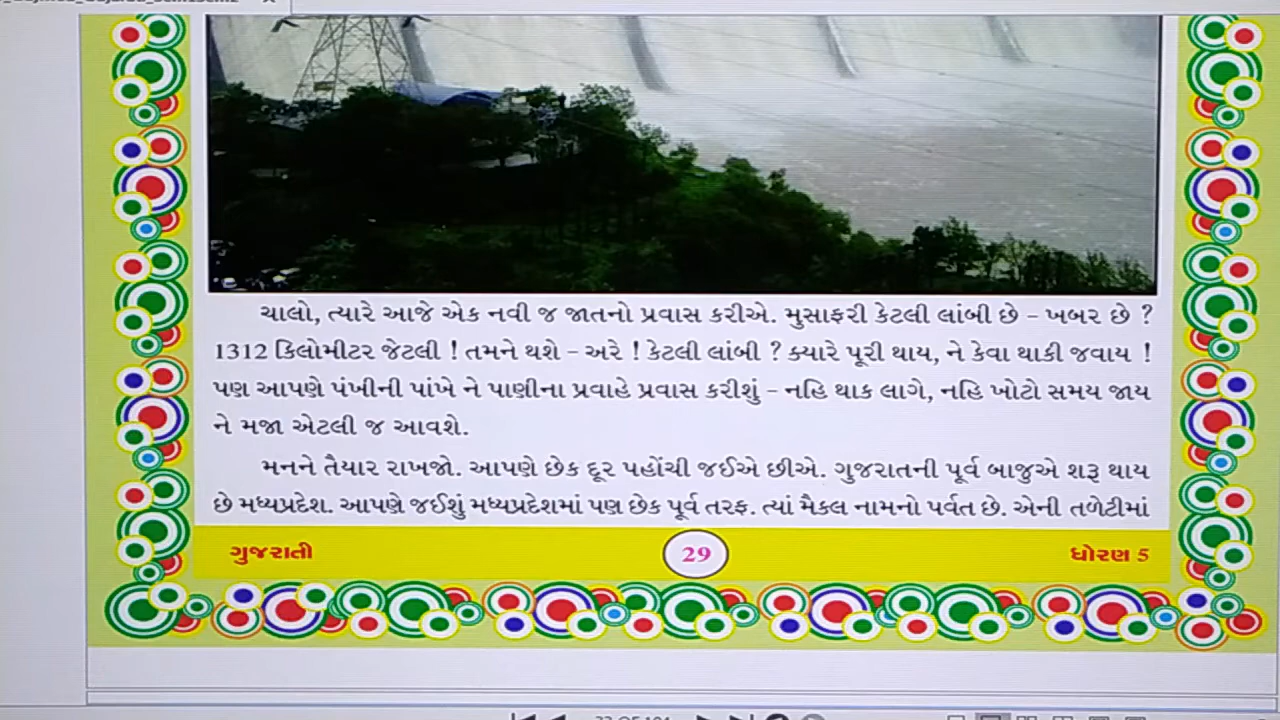 ચાલો, ત્યારે આજે એક નવી જ જાતનો પ્રવાસ કરીએ. મુસાફરી કેટલી લાંબી છે – ખબર છે ?
1312 કિલોમીટર જેટલી ! તમને થશે – અરે ! કેટલી લાંબી ? ક્યારે પૂરી થાય, ને કેવા થાકી જવાય !
પણ આપણે પંખીની પાંખે ને પાણીના પ્રવાહે પ્રવાસ કરીશું – નહિ થાક લાગે, નહિ ખોટો સમય જાય
ને મજા એટલી જ આવશે.
મનને તૈયાર રાખજો. આપણે છેક દૂર પહોંચી જઈએ છીએ. ગુજરાતની પૂર્વ બાજુએ શરૂ થાય
છે મધ્યપ્રદેશ. આપણે જઈશું મધ્યપ્રદેશમાં પણ છેક પૂર્વ તરફ. ત્યાં મૈકલ નામનો પર્વત છે. એની તળેટીમાં
ગુજરાતી 29 ધોરણ 5